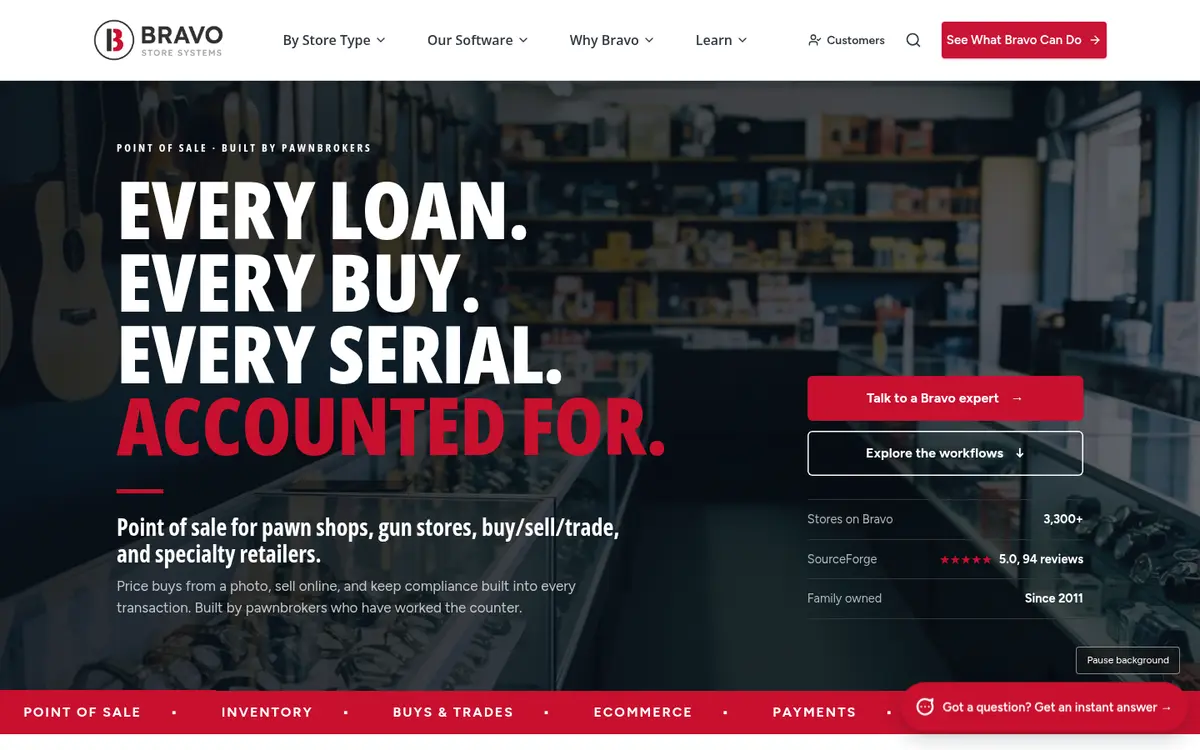 BRAVO
STORE SYSTEMS
By Store Type
Our Software
Why Bravo
Learn
Customers
See What Bravo Can Do →
POINT OF SALE · BUILT BY PAWNBROKERS
EVERY LOAN.
EVERY BUY.
EVERY SERIAL.
ACCOUNTED FOR.
Point of sale for pawn shops, gun stores, buy/sell/trade,
and specialty retailers.
Price buys from a photo, sell online, and keep compliance built into every
transaction. Built by pawnbrokers who have worked the counter.
Talk to a Bravo expert →
Explore the workflows ↓
Stores on Bravo 3,300+
SourceForge ★★★★★ 5.0, 94 reviews
Family owned Since 2011
Pause background
POINT OF SALE ▪ INVENTORY ▪ BUYS & TRADES ▪ ECOMMERCE ▪ PAYMENTS ▪
Got a question? Get an instant answer →